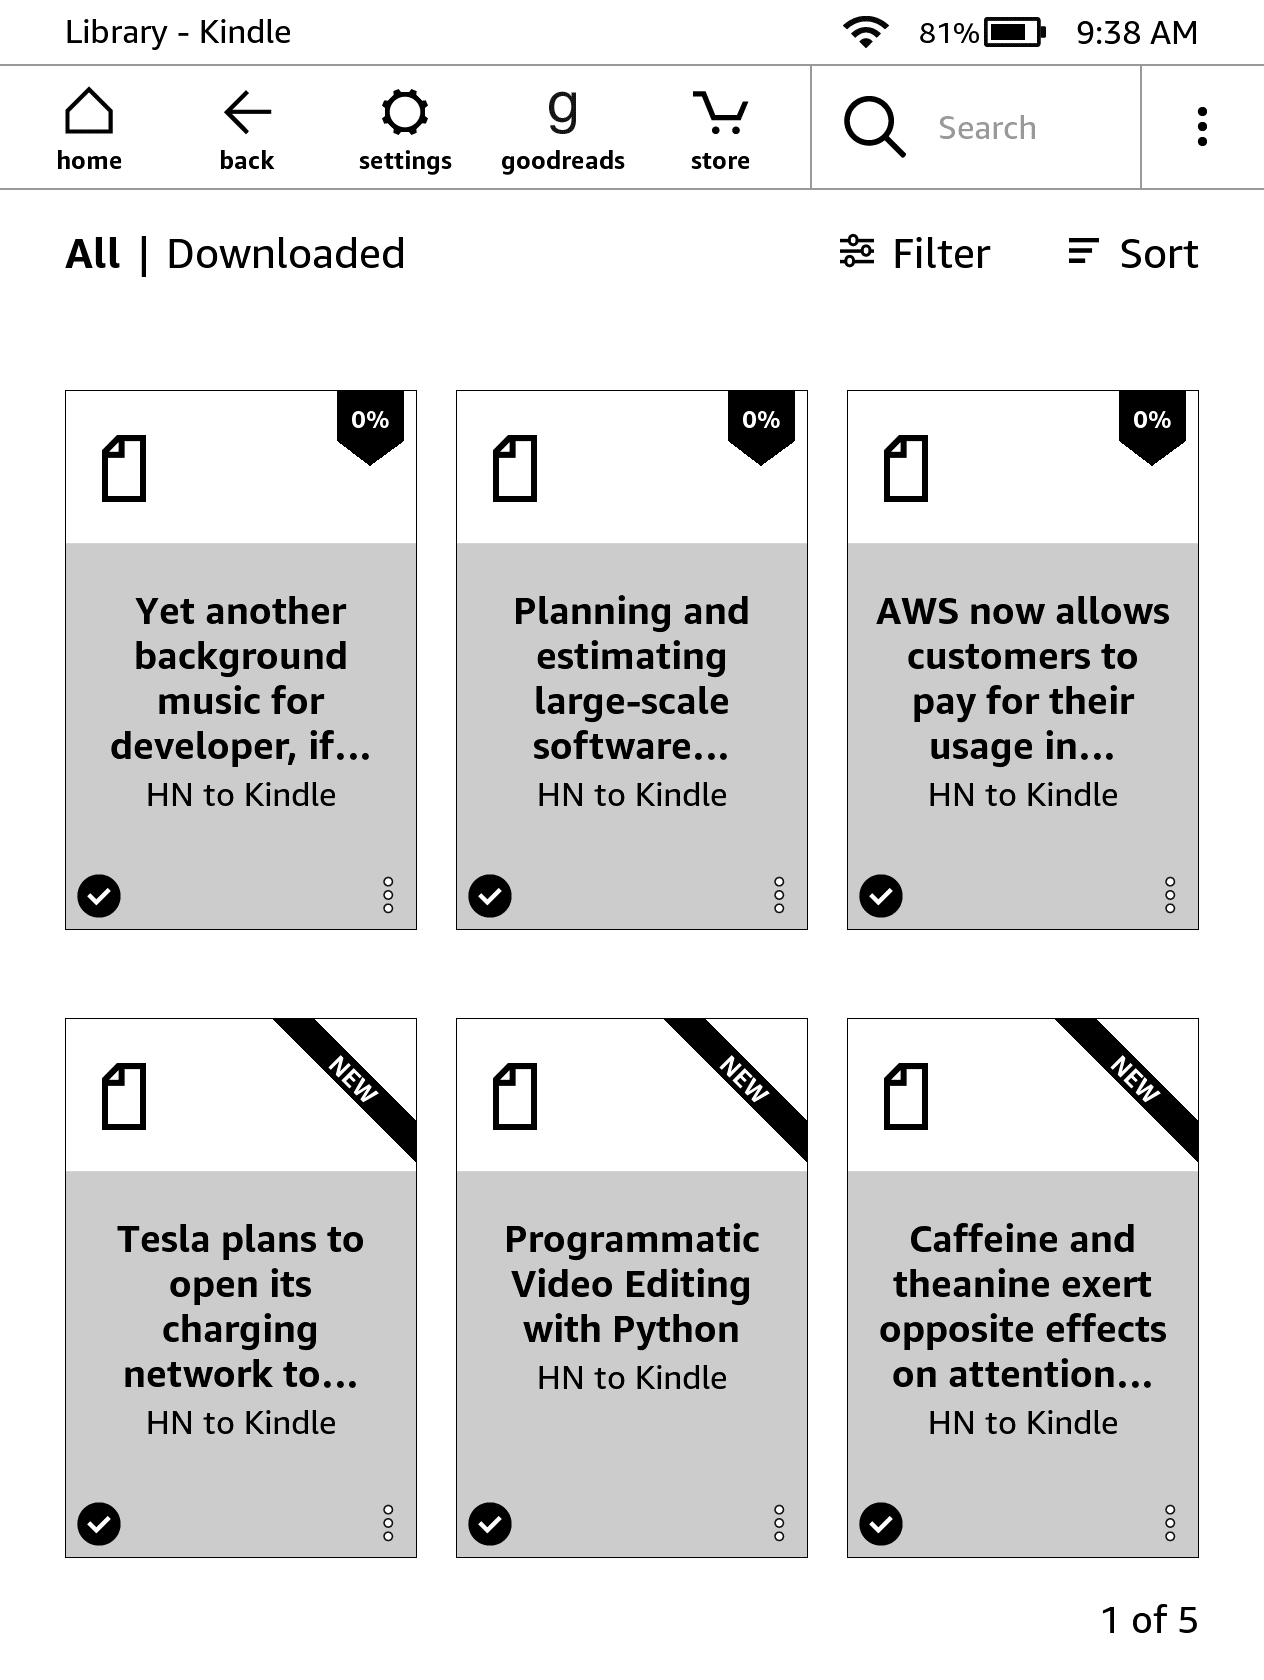 Library - Kindle
81%
9:38 AM
home
back
settings
g
goodreads
store
Search
All | Downloaded
Filter
Sort
0%
Yet another
background
music for
developer, if...
HN to Kindle
0%
Planning and
estimating
large-scale
software...
HN to Kindle
0%
AWS now allows
customers to
pay for their
usage in...
HN to Kindle
NEW
Tesla plans to
open its
charging
network to...
HN to Kindle
NEW
Programmatic
Video Editing
with Python
HN to Kindle
NEW
Caffeine and
theanine exert
opposite effects
on attention...
HN to Kindle
1 of 5